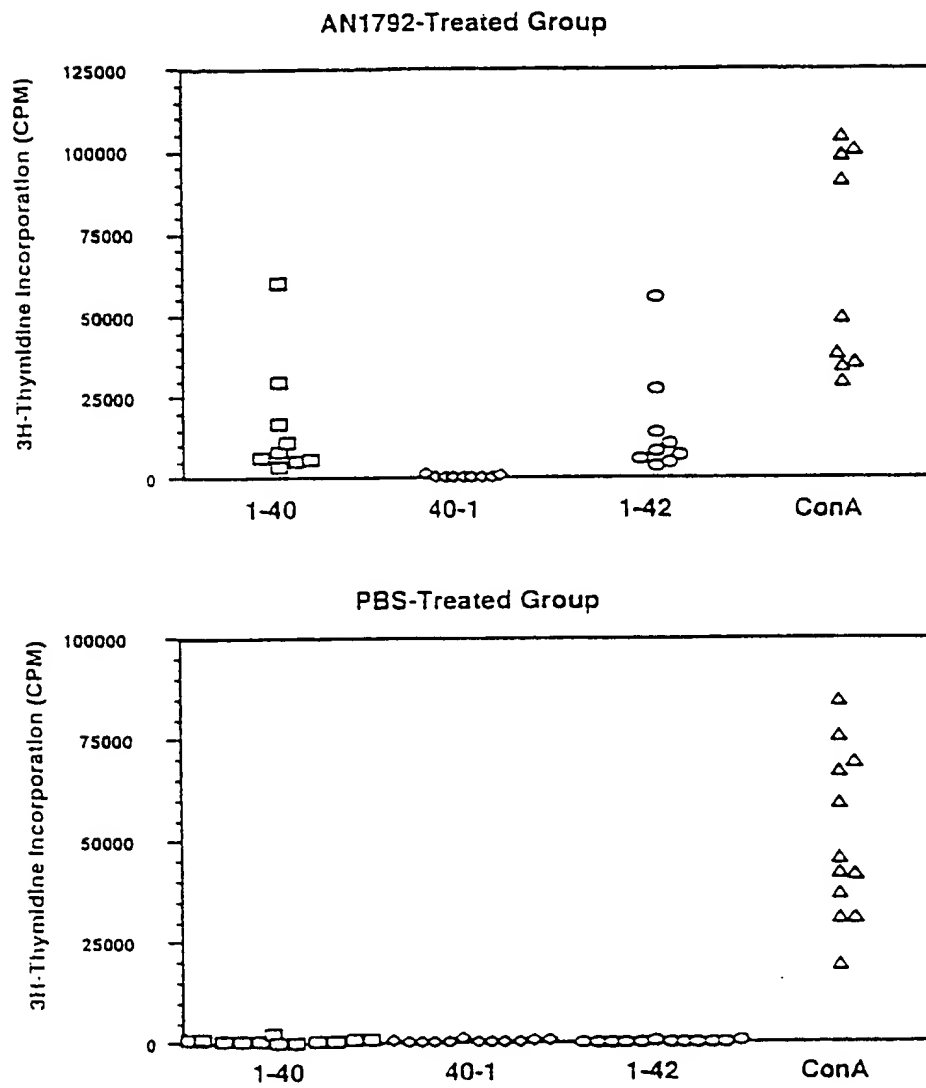 AN1792-Treated Group
3H-Thymidine Incorporation (CPM)
125000
100000
75000
50000
25000
0
1-40 40-1 1-42 ConA
PBS-Treated Group
3H-Thymidine Incorporation (CPM)
100000
75000
50000
25000
0
1-40 40-1 1-42 ConA